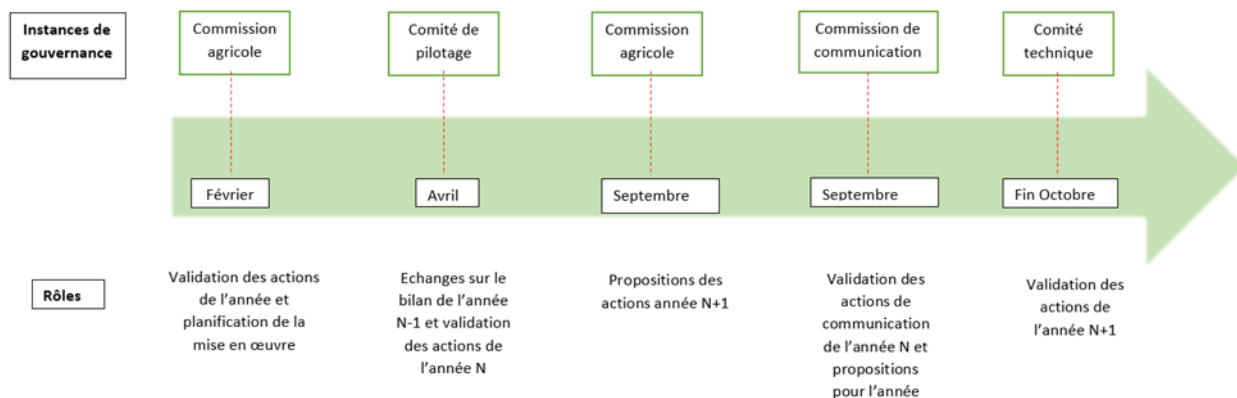 Instances de
gouvernance
Commission
agricole
Comité de
pilotage
Commission
agricole
Commission de
communication
Comité
technique
Février
Avril
Septembre
Septembre
Fin Octobre
Rôles
Validation des actions
de l'année et
planification de la
mise en œuvre
Echanges sur le
bilan de l'année
N-1 et validation
des actions de
l'année N
Propositions des
actions année N+1
Validation des
actions de
communication
de l'année N et
propositions
pour l'année
Validation des
actions de
l'année N+1